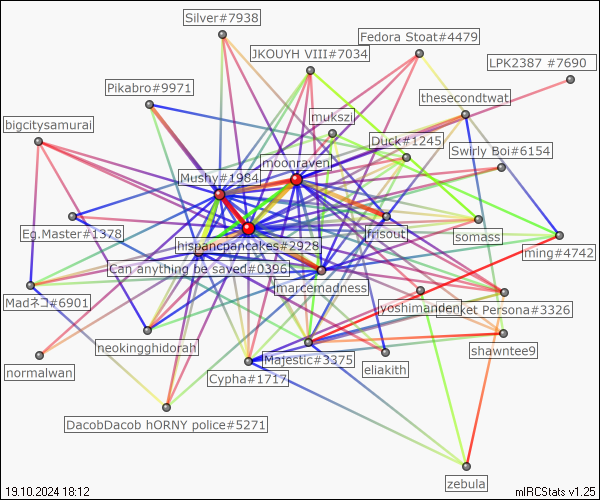 Silver#7938
Fedora Stoat#4479
JKOUYH VIII#7034
LPK2387 #7690
Pikabro#9971
thesecondtwat
mukszi
bigcitysamurai
Duck#1245
Swirly Boi#6154
moonraven
Mushy#1984
Eg.Master#1378
frisout
somass
hispancpancakes#2928
ming#4742
Can anything be saved#0396
marcemadness
Madネコ#6901
yoshimanden
ket Persona#3326
neokingghidorah
shawntee9
Majestic#3375
normalwan
eliakith
Cypha#1717
DacobDacob hORNY police#5271
zebula
19.10.2024 18:12
mIRCStats v1.25